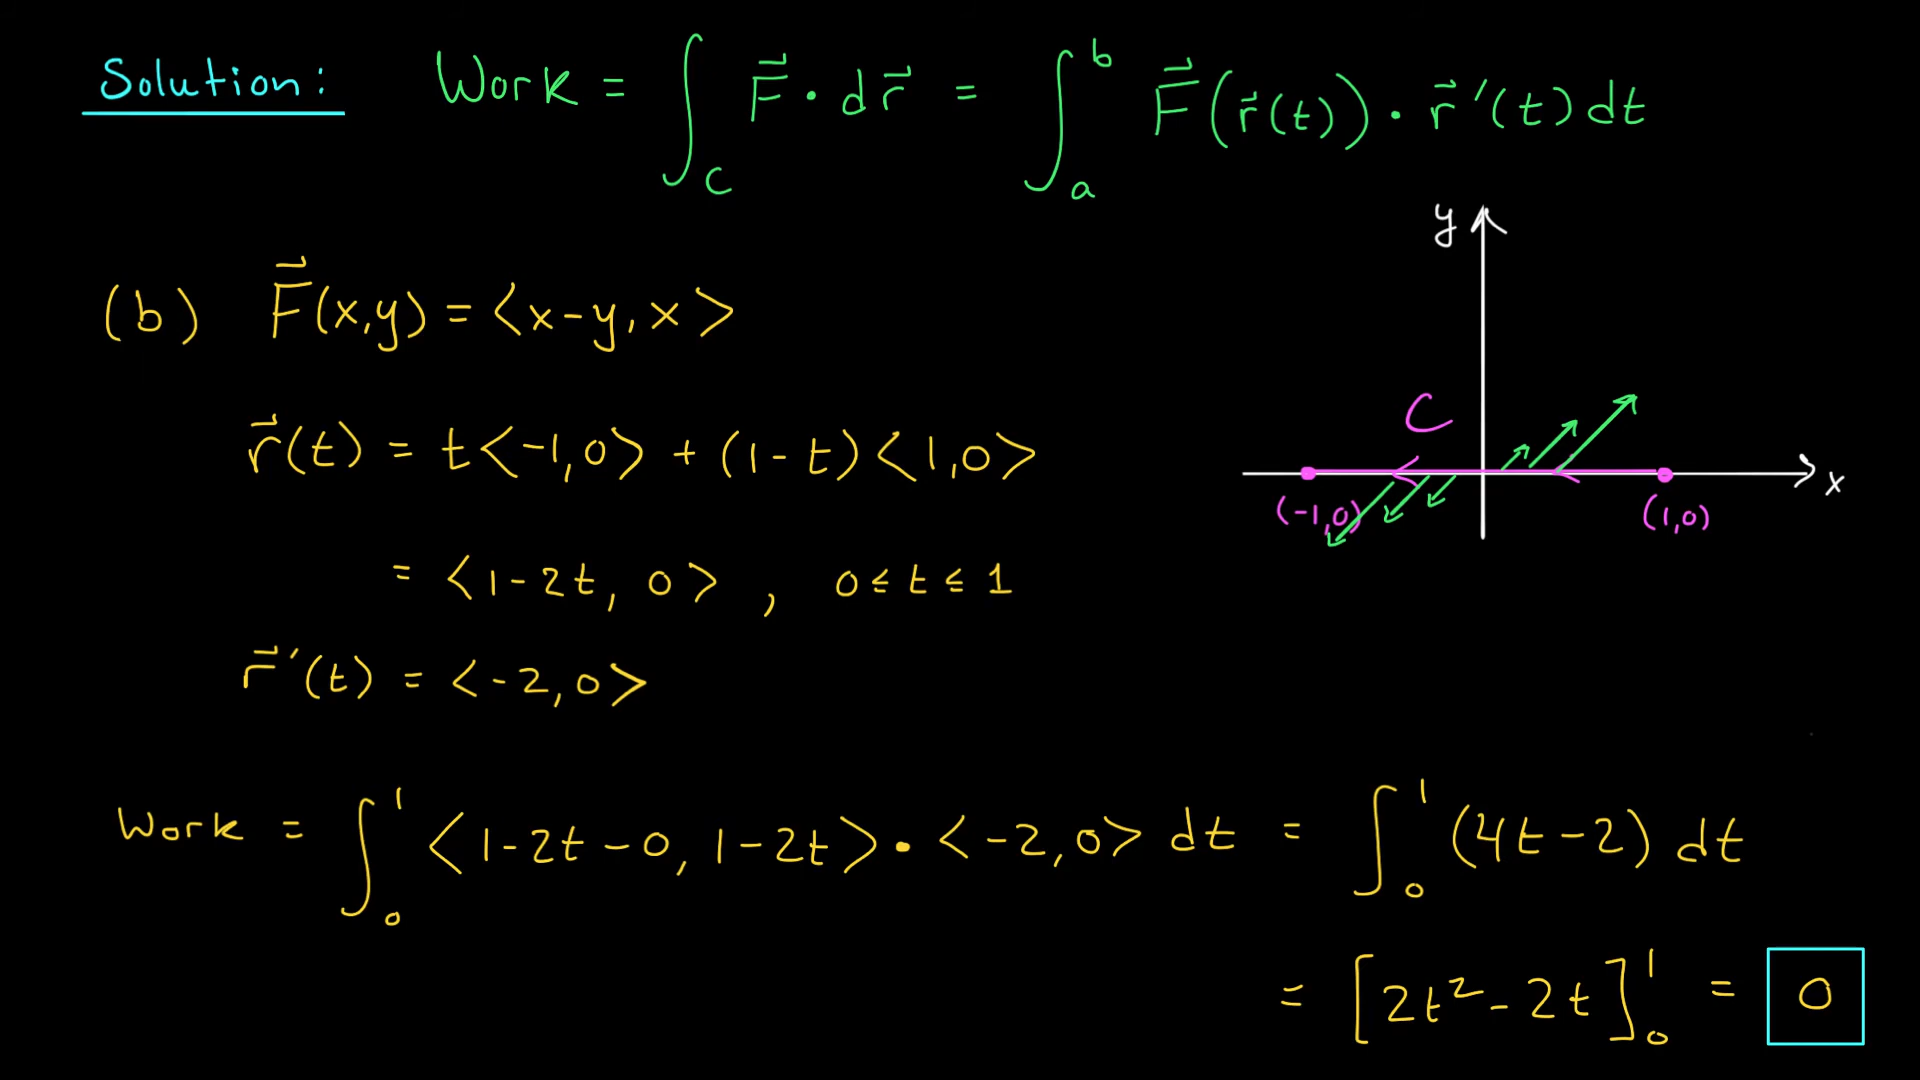 Solution: Work = ∫_C F⃗ · dr⃗ = ∫_a^b F⃗(r⃗(t)) · r⃗'(t) dt
y
(b) F⃗(x,y) = <x-y, x>
C
r⃗(t) = t<-1,0> + (1-t)<1,0>
x
(-1,0) (1,0)
= <1-2t, 0> , 0 ≤ t ≤ 1
r⃗'(t) = <-2,0>
Work = ∫_0^1 <1-2t-0, 1-2t> · <-2,0> dt = ∫_0^1 (4t-2) dt
= [2t²-2t]_0^1 = 0